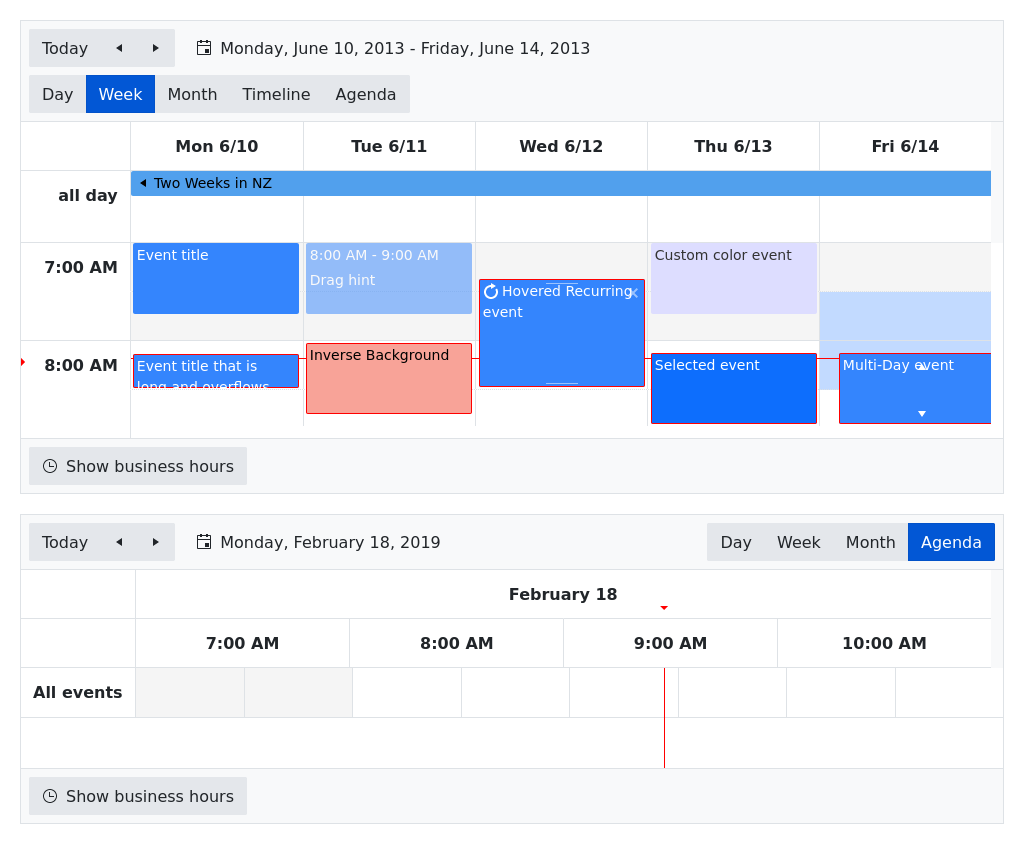 Today
Monday, June 10, 2013 - Friday, June 14, 2013
Day Week Month Timeline Agenda
Mon 6/10 Tue 6/11 Wed 6/12 Thu 6/13 Fri 6/14
all day
Two Weeks in NZ
7:00 AM
Event title
8:00 AM - 9:00 AM
Drag hint
Hovered Recurring
event
Custom color event
8:00 AM
Event title that is
long and overflows
Inverse Background
Selected event
Multi-Day event
Show business hours
Today
Monday, February 18, 2019
Day Week Month Agenda
February 18
7:00 AM 8:00 AM 9:00 AM 10:00 AM
All events
Show business hours